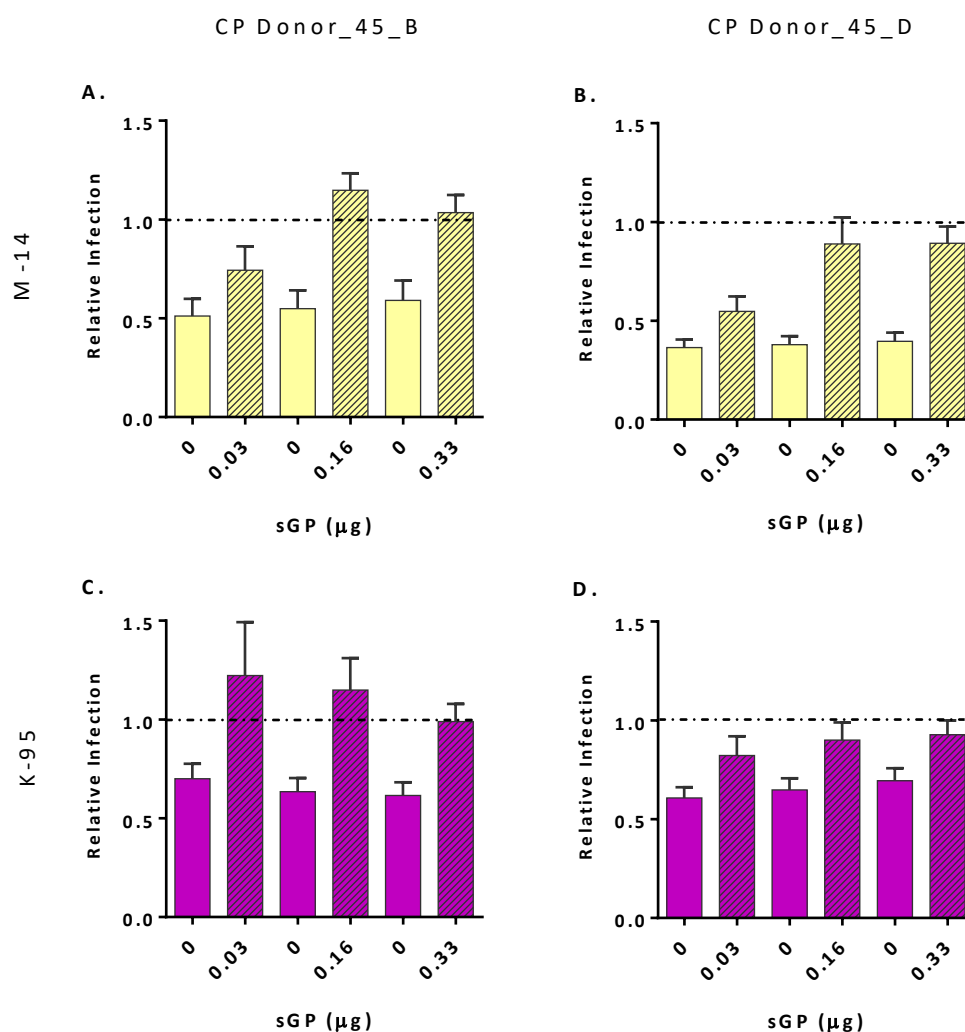 CP Donor_45_B
CP Donor_45_D
M-14
A.
Relative Infection
1.5
1.0
0.5
0.0
0
0.03
0
0.16
0
0.33
sGP (μg)
B.
Relative Infection
1.5
1.0
0.5
0.0
0
0.03
0
0.16
0
0.33
sGP (μg)
K-95
C.
Relative Infection
1.5
1.0
0.5
0.0
0
0.03
0
0.16
0
0.33
sGP (μg)
D.
Relative Infection
1.5
1.0
0.5
0.0
0
0.03
0
0.16
0
0.33
sGP (μg)